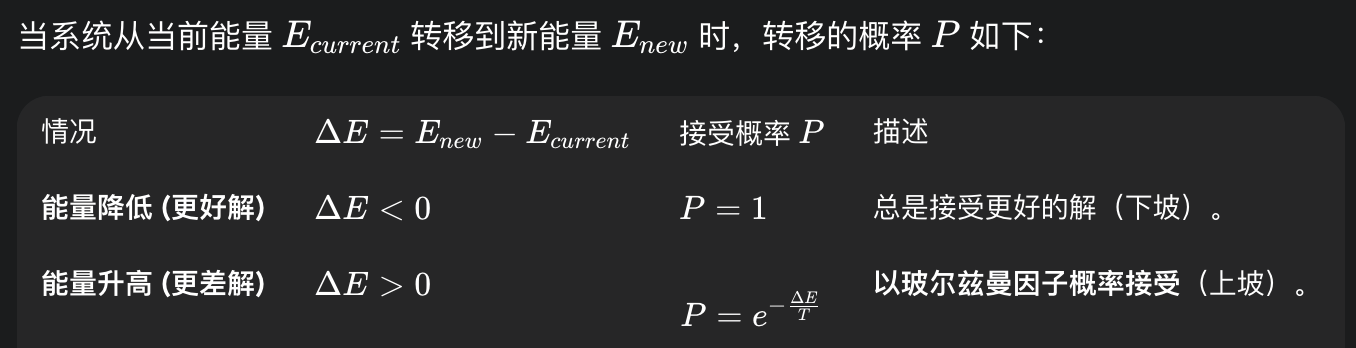 当系统从当前能量 $E_{current}$ 转移到新能量 $E_{new}$ 时，转移的概率 $P$ 如下：
情况 $\Delta E = E_{new} - E_{current}$ 接受概率 $P$ 描述
能量降低 (更好解) $\Delta E < 0$ $P = 1$ 总是接受更好的解（下坡）。
能量升高 (更差解) $\Delta E > 0$ $P = e^{-\frac{\Delta E}{T}}$ 以玻尔兹曼因子概率接受（上坡）。